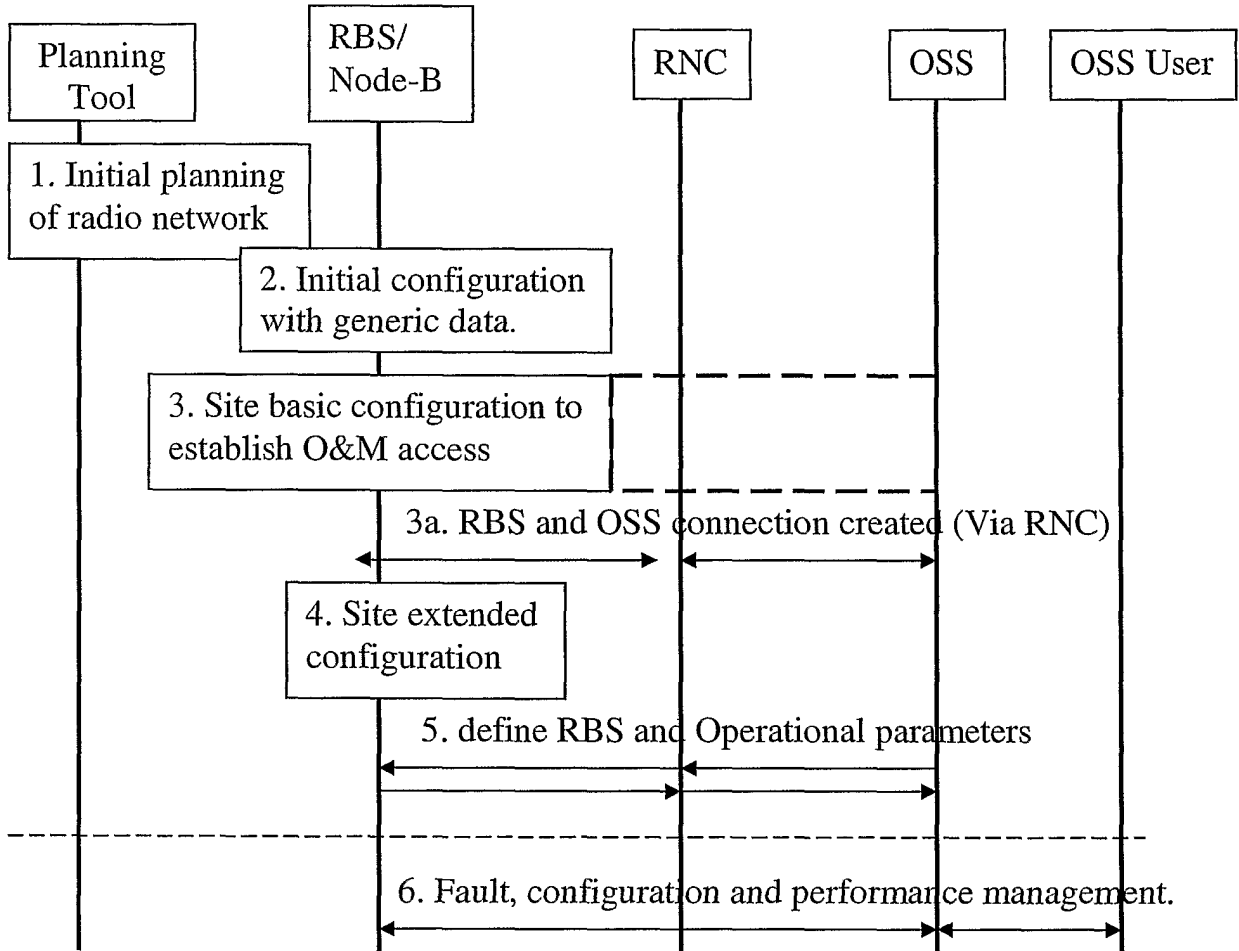 Planning
Tool
RBS/
Node-B
RNC
OSS
OSS User
1. Initial planning
of radio network
2. Initial configuration
with generic data.
3. Site basic configuration to
establish O&M access
3a. RBS and OSS connection created (Via RNC)
4. Site extended
configuration
5. define RBS and Operational parameters
6. Fault, configuration and performance management.